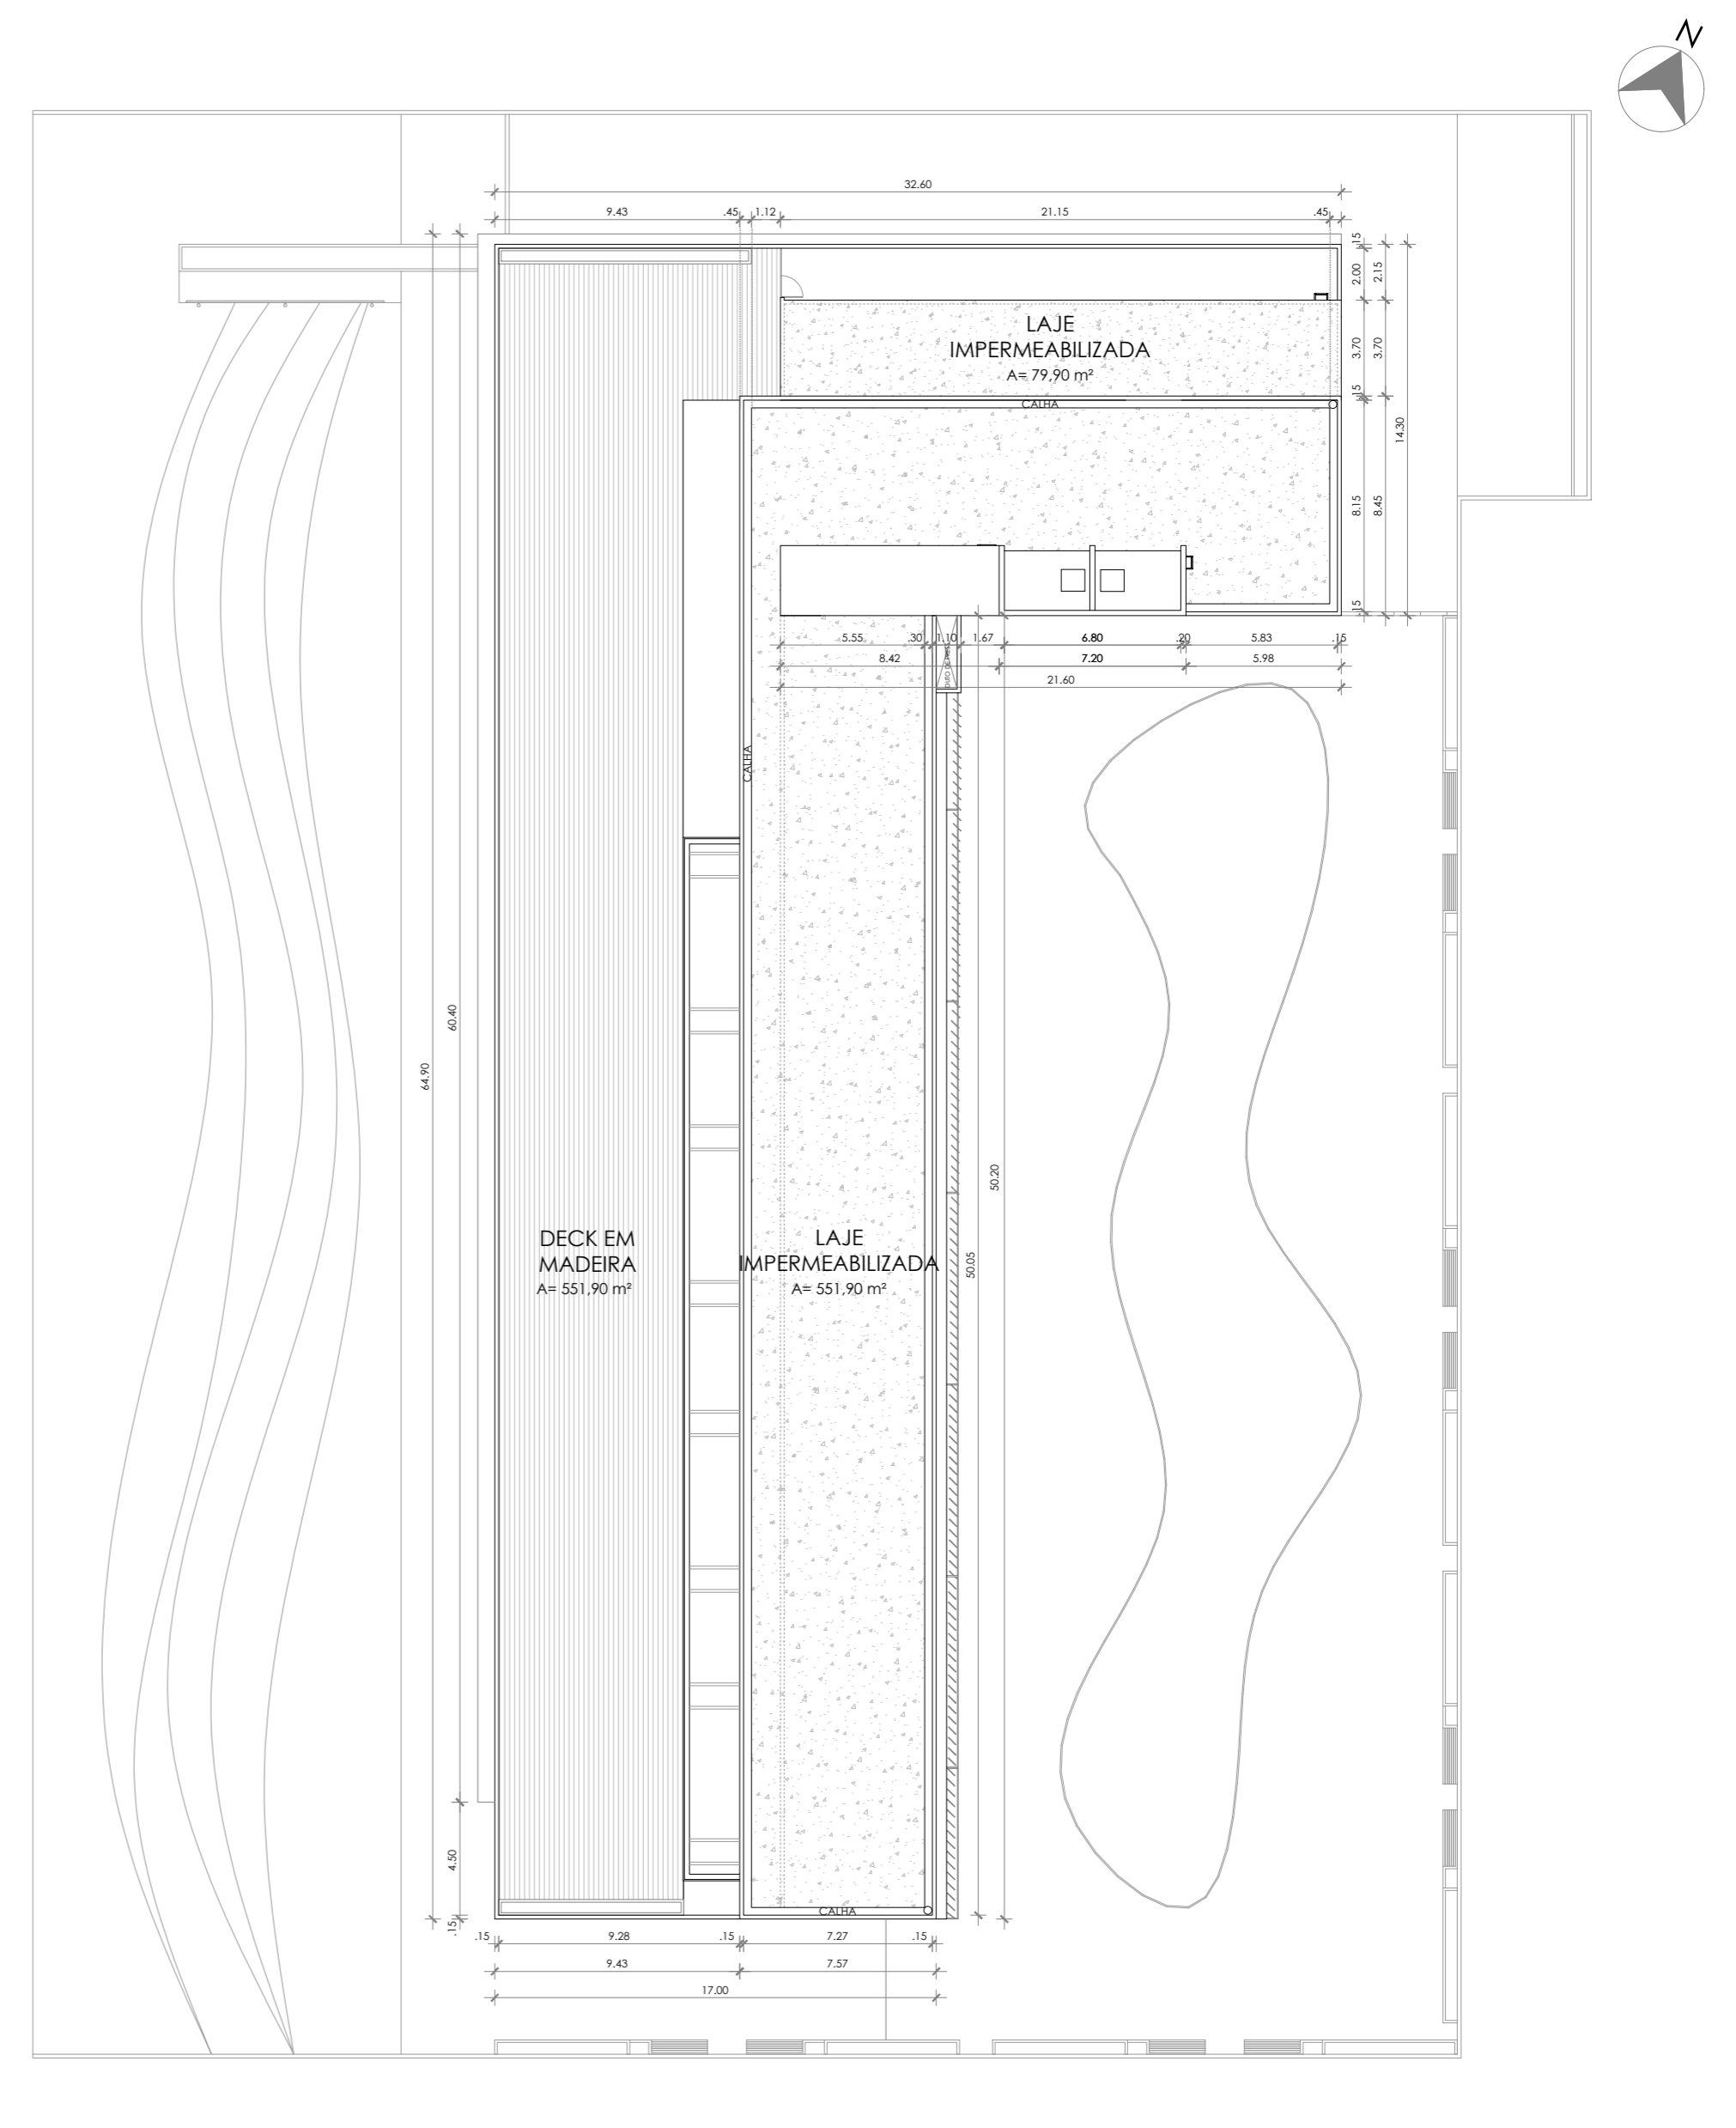 N
32.60
9.43 .45 1.12 21.15 .45
.15
2.00 2.15
LAJE
IMPERMEABILIZADA
A= 79,90 m²
3.70 3.70
.15
CALHA
14.30
8.15 8.45
.15
5.55 .30 1.10 1.67 6.80 .20 5.83 .15
8.42 7.20 5.98
21.60
CALHA
60.40
64.90
50.20
50.05
DECK EM
MADEIRA
A= 551,90 m²
LAJE
IMPERMEABILIZADA
A= 551,90 m²
4.50
.15
CALHA
.15 9.28 .15 7.27 .15
9.43 7.57
17.00